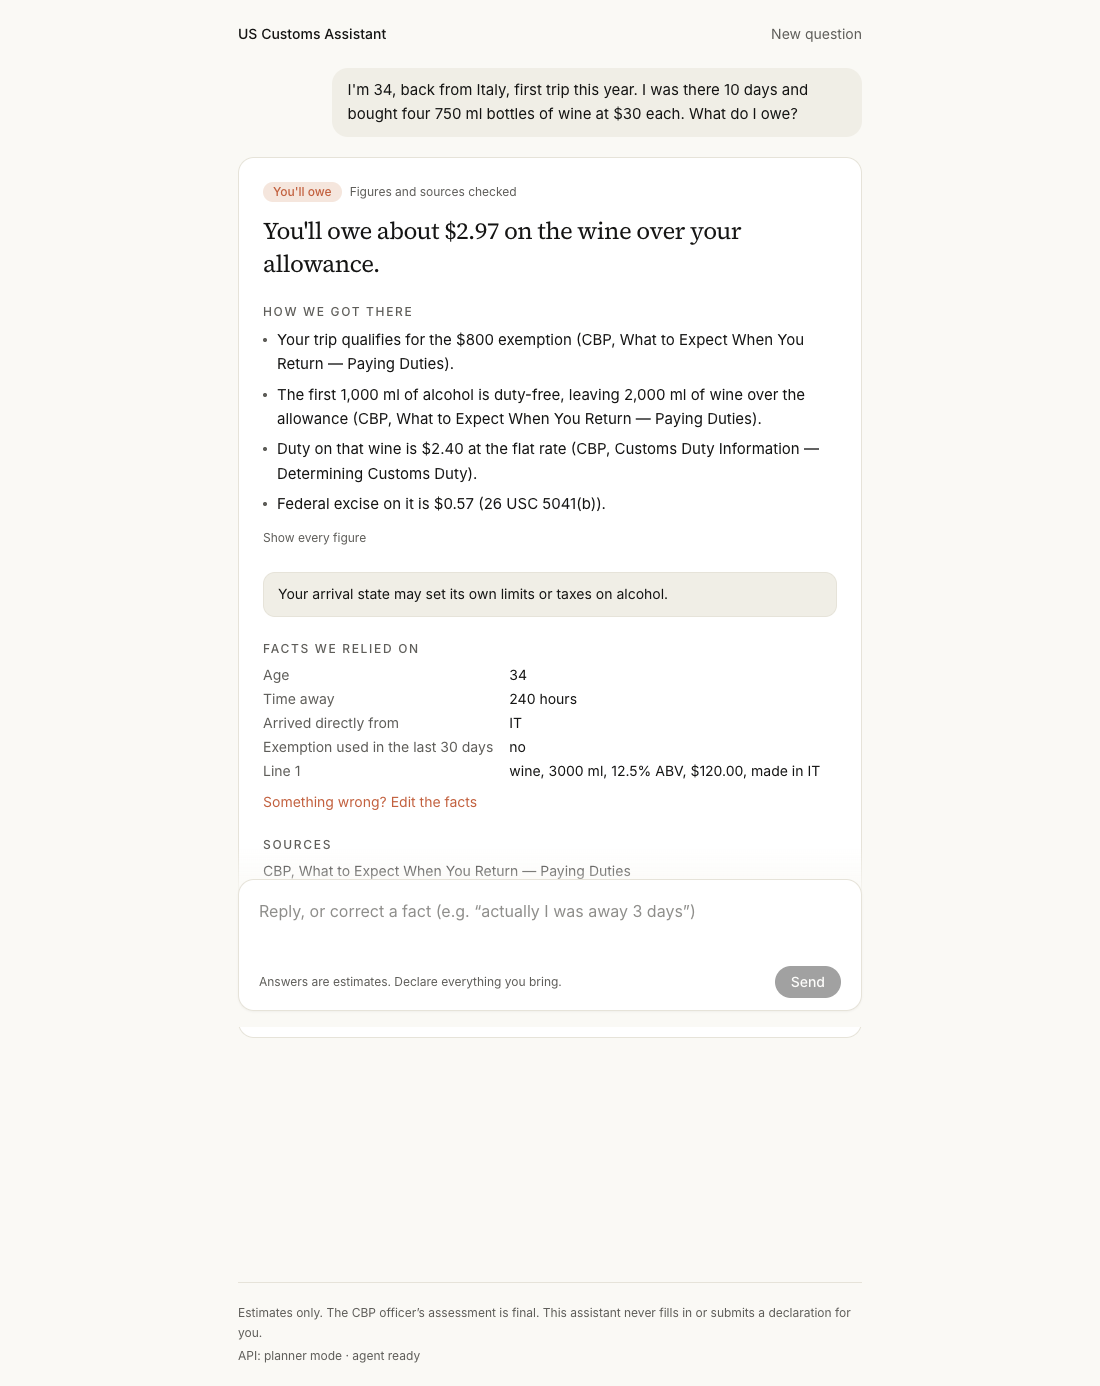 US Customs Assistant
New question
I'm 34, back from Italy, first trip this year. I was there 10 days and
bought four 750 ml bottles of wine at $30 each. What do I owe?
You'll owe
Figures and sources checked
You'll owe about $2.97 on the wine over your
allowance.
HOW WE GOT THERE
• Your trip qualifies for the $800 exemption (CBP, What to Expect When You
Return — Paying Duties).
• The first 1,000 ml of alcohol is duty-free, leaving 2,000 ml of wine over the
allowance (CBP, What to Expect When You Return — Paying Duties).
• Duty on that wine is $2.40 at the flat rate (CBP, Customs Duty Information —
Determining Customs Duty).
• Federal excise on it is $0.57 (26 USC 5041(b)).
Show every figure
Your arrival state may set its own limits or taxes on alcohol.
FACTS WE RELIED ON
Age 34
Time away 240 hours
Arrived directly from IT
Exemption used in the last 30 days no
Line 1 wine, 3000 ml, 12.5% ABV, $120.00, made in IT
Something wrong? Edit the facts
SOURCES
CBP, What to Expect When You Return — Paying Duties
Reply, or correct a fact (e.g. “actually I was away 3 days”)
Answers are estimates. Declare everything you bring.
Send
Estimates only. The CBP officer’s assessment is final. This assistant never fills in or submits a declaration for
you.
API: planner mode · agent ready